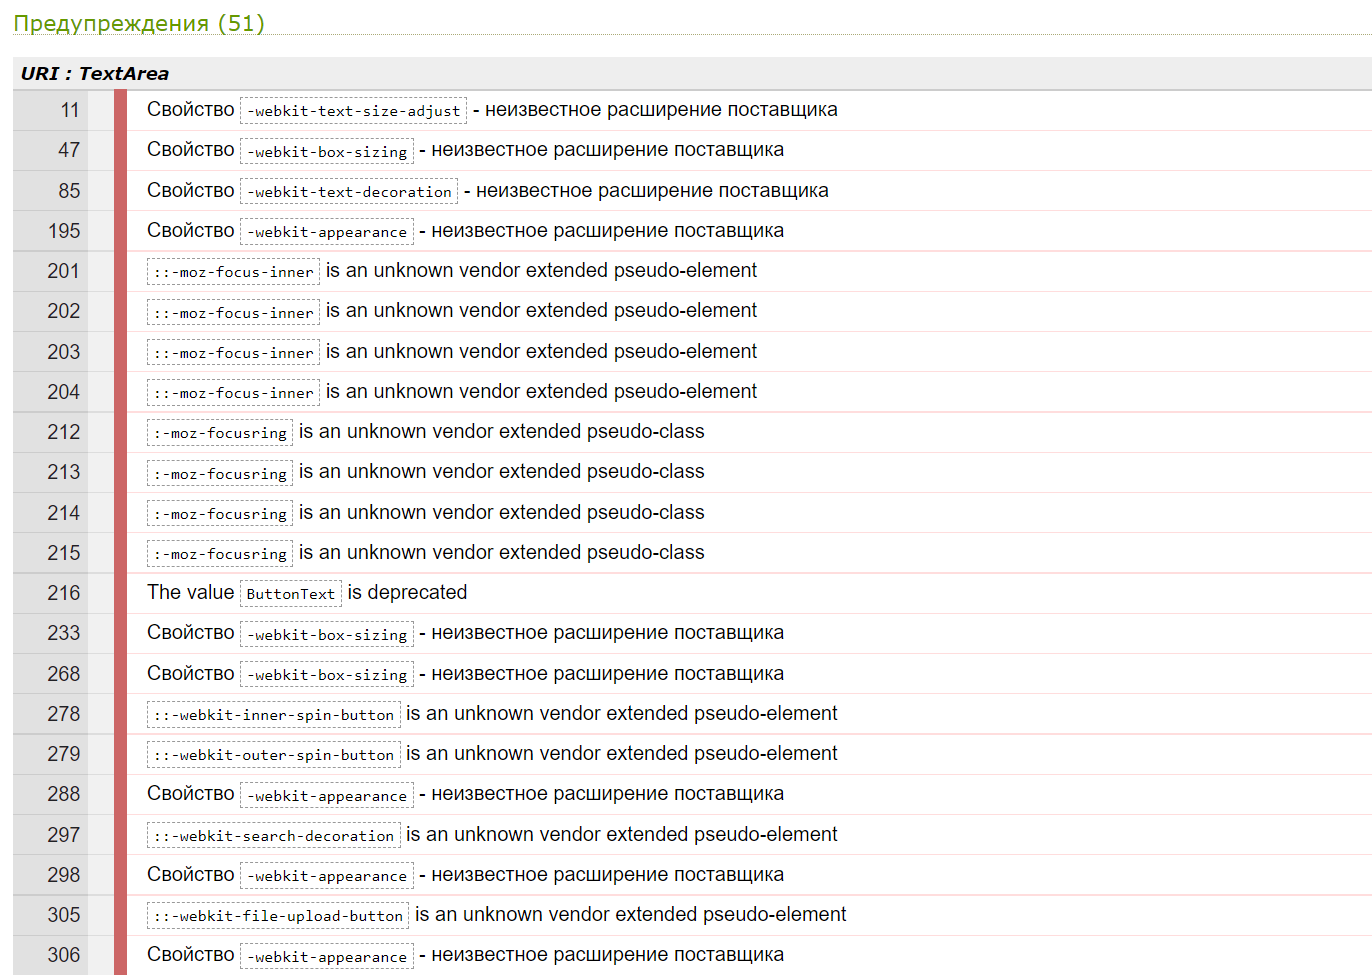 Предупреждения (51)
URI : TextArea
11 Свойство -webkit-text-size-adjust - неизвестное расширение поставщика
47 Свойство -webkit-box-sizing - неизвестное расширение поставщика
85 Свойство -webkit-text-decoration - неизвестное расширение поставщика
195 Свойство -webkit-appearance - неизвестное расширение поставщика
201 ::-moz-focus-inner is an unknown vendor extended pseudo-element
202 ::-moz-focus-inner is an unknown vendor extended pseudo-element
203 ::-moz-focus-inner is an unknown vendor extended pseudo-element
204 ::-moz-focus-inner is an unknown vendor extended pseudo-element
212 :-moz-focusring is an unknown vendor extended pseudo-class
213 :-moz-focusring is an unknown vendor extended pseudo-class
214 :-moz-focusring is an unknown vendor extended pseudo-class
215 :-moz-focusring is an unknown vendor extended pseudo-class
216 The value ButtonText is deprecated
233 Свойство -webkit-box-sizing - неизвестное расширение поставщика
268 Свойство -webkit-box-sizing - неизвестное расширение поставщика
278 ::-webkit-inner-spin-button is an unknown vendor extended pseudo-element
279 ::-webkit-outer-spin-button is an unknown vendor extended pseudo-element
288 Свойство -webkit-appearance - неизвестное расширение поставщика
297 ::-webkit-search-decoration is an unknown vendor extended pseudo-element
298 Свойство -webkit-appearance - неизвестное расширение поставщика
305 ::-webkit-file-upload-button is an unknown vendor extended pseudo-element
306 Свойство -webkit-appearance - неизвестное расширение поставщика